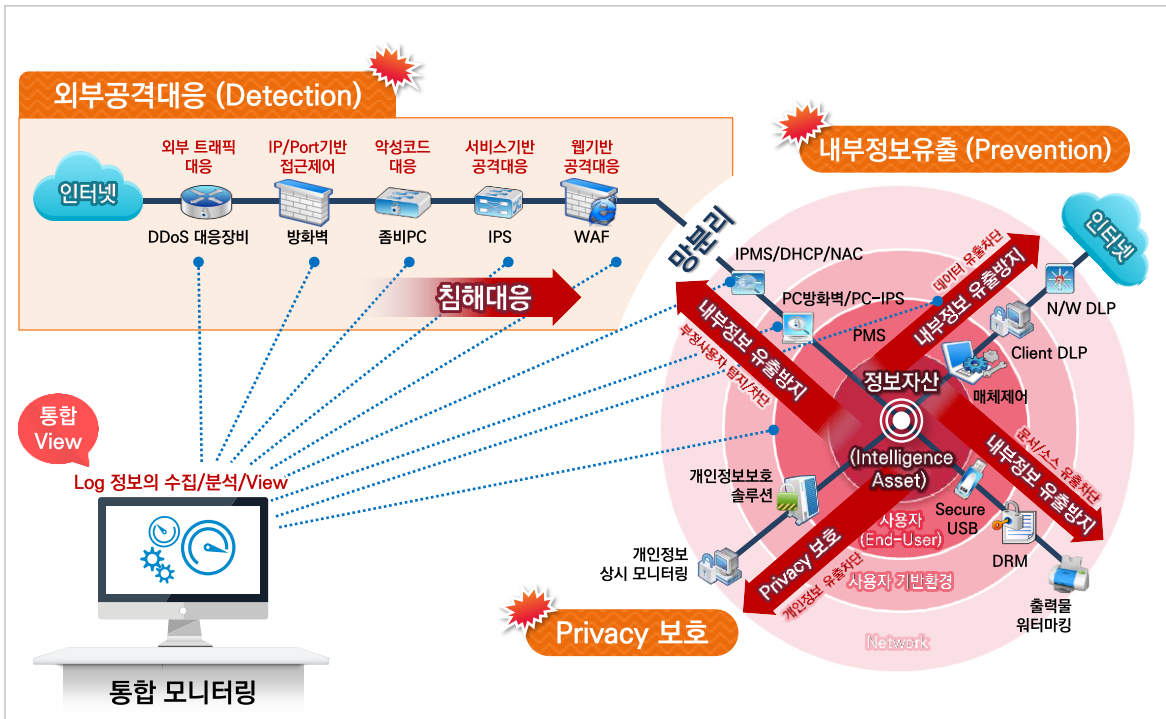 외부공격대응 (Detection)
외부 트래픽
대응
IP/Port기반
접근제어
악성코드
대응
서비스기반
공격대응
웹기반
공격대응
인터넷
DDoS 대응장비
방화벽
좀비PC
IPS
WAF
침해대응
망분리
내부정보유출 (Prevention)
인터넷
IPMS/DHCP/NAC
PC방화벽/PC-IPS
PMS
데이터 유출차단
내부정보 유출방지
N/W DLP
Client DLP
매체제어
내부정보 유출방지
부정사용자 탐지/차단
정보자산
(Intelligence
Asset)
문서/소스 유출차단
내부정보 유출방지
개인정보보호
솔루션
Secure
USB
사용자
(End-User)
DRM
개인정보
상시 모니터링
Privacy 보호
개인정보 유출차단
사용자 기반환경
출력물
워터마킹
Network
Privacy 보호
통합
View
Log 정보의 수집/분석/View
통합 모니터링